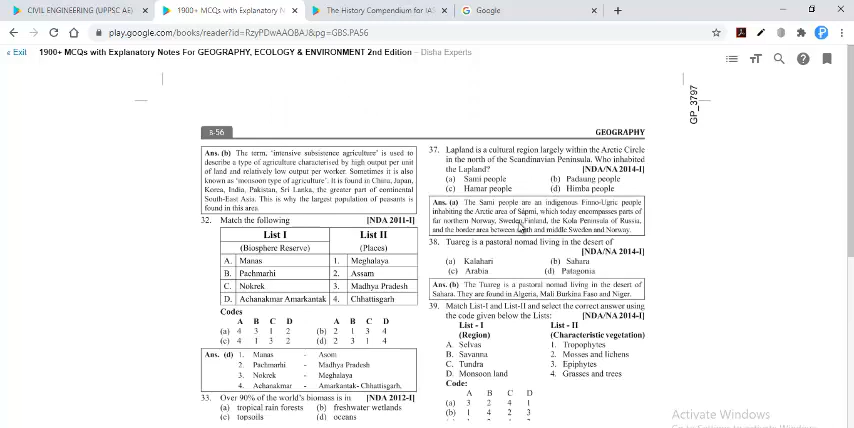 CIVIL ENGINEERING (UPPSC AE)
1900+ MCQs with Explanatory N
The History Compendium for IAS
Google
play.google.com/books/reader?id=RzyPDwAAQBAJ&pg=GBS.PA56
Exit 1900+ MCQs with Explanatory Notes For GEOGRAPHY, ECOLOGY & ENVIRONMENT 2nd Edition – Disha Experts
GP_3797
B-56
GEOGRAPHY
Ans. (b) The term, 'intensive subsistence agriculture' is used to
describe a type of agriculture characterised by high output per unit
of land and relatively low output per worker. Sometimes it is also
known as 'monsoon type of agriculture'. It is found in China, Japan,
Korea, India, Pakistan, Sri Lanka, the greater part of continental
South-East Asia. This is why the largest population of peasants is
found in this area.
32. Match the following [NDA 2011-I]
List I List II
(Biosphere Reserve) (Places)
A. Manas 1. Meghalaya
B. Pachmarhi 2. Assam
C. Nokrek 3. Madhya Pradesh
D. Achanakmar Amarkantak 4. Chhattisgarh
Codes
A B C D A B C D
(a) 4 3 1 2 (b) 2 1 3 4
(c) 4 1 3 2 (d) 2 3 1 4
Ans. (d) 1. Manas - Asom
2. Pachmarhi - Madhya Pradesh
3. Nokrek - Meghalaya
4. Achanakmar - Amarkantak- Chhattisgarh,
33. Over 90% of the world's biomass is in [NDA 2012-I]
(a) tropical rain forests (b) freshwater wetlands
(c) topsoils (d) oceans
37. Lapland is a cultural region largely within the Arctic Circle
in the north of the Scandinavian Peninsula. Who inhabited
the Lapland? [NDA/NA 2014-I]
(a) Sami people (b) Padaung people
(c) Hamar people (d) Himba people
Ans. (a) The Sami people are an indigenous Finno-Ugric people
inhabiting the Arctic area of Sápmi, which today encompasses parts of
far northern Norway, Sweden, Finland, the Kola Peninsula of Russia,
and the border area between south and middle Sweden and Norway.
38. Tuareg is a pastoral nomad living in the desert of
[NDA/NA 2014-I]
(a) Kalahari (b) Sahara
(c) Arabia (d) Patagonia
Ans. (b) The Tuareg is a pastoral nomad living in the desert of
Sahara. They are found in Algeria, Mali Burkina Faso and Niger.
39. Match List-I and List-II and select the correct answer using
the code given below the Lists: [NDA/NA 2014-I]
List - I List - II
(Region) (Characteristic vegetation)
A. Selvas 1. Tropophytes
B. Savanna 2. Mosses and lichens
C. Tundra 3. Epiphytes
D. Monsoon land 4. Grasses and trees
Code:
A B C D
(a) 3 2 4 1
(b) 1 4 2 3
Activate Windows